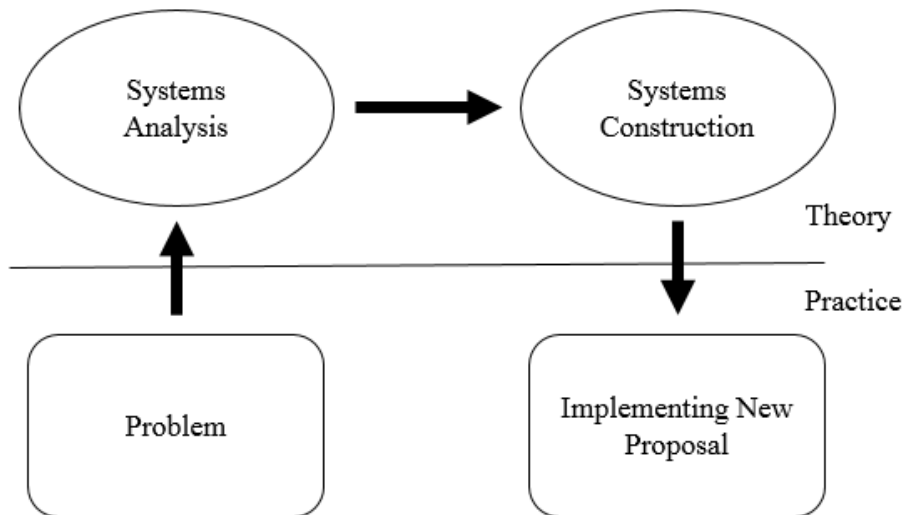 Systems
Analysis
Systems
Construction
Theory
Practice
Problem
Implementing New
Proposal